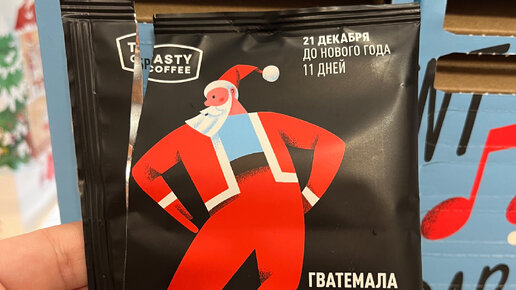 TASTY
COFFEE
21 ДЕКАБРЯ
ДО НОВОГО ГОДА
11 ДНЕЙ
ГВАТЕМАЛА